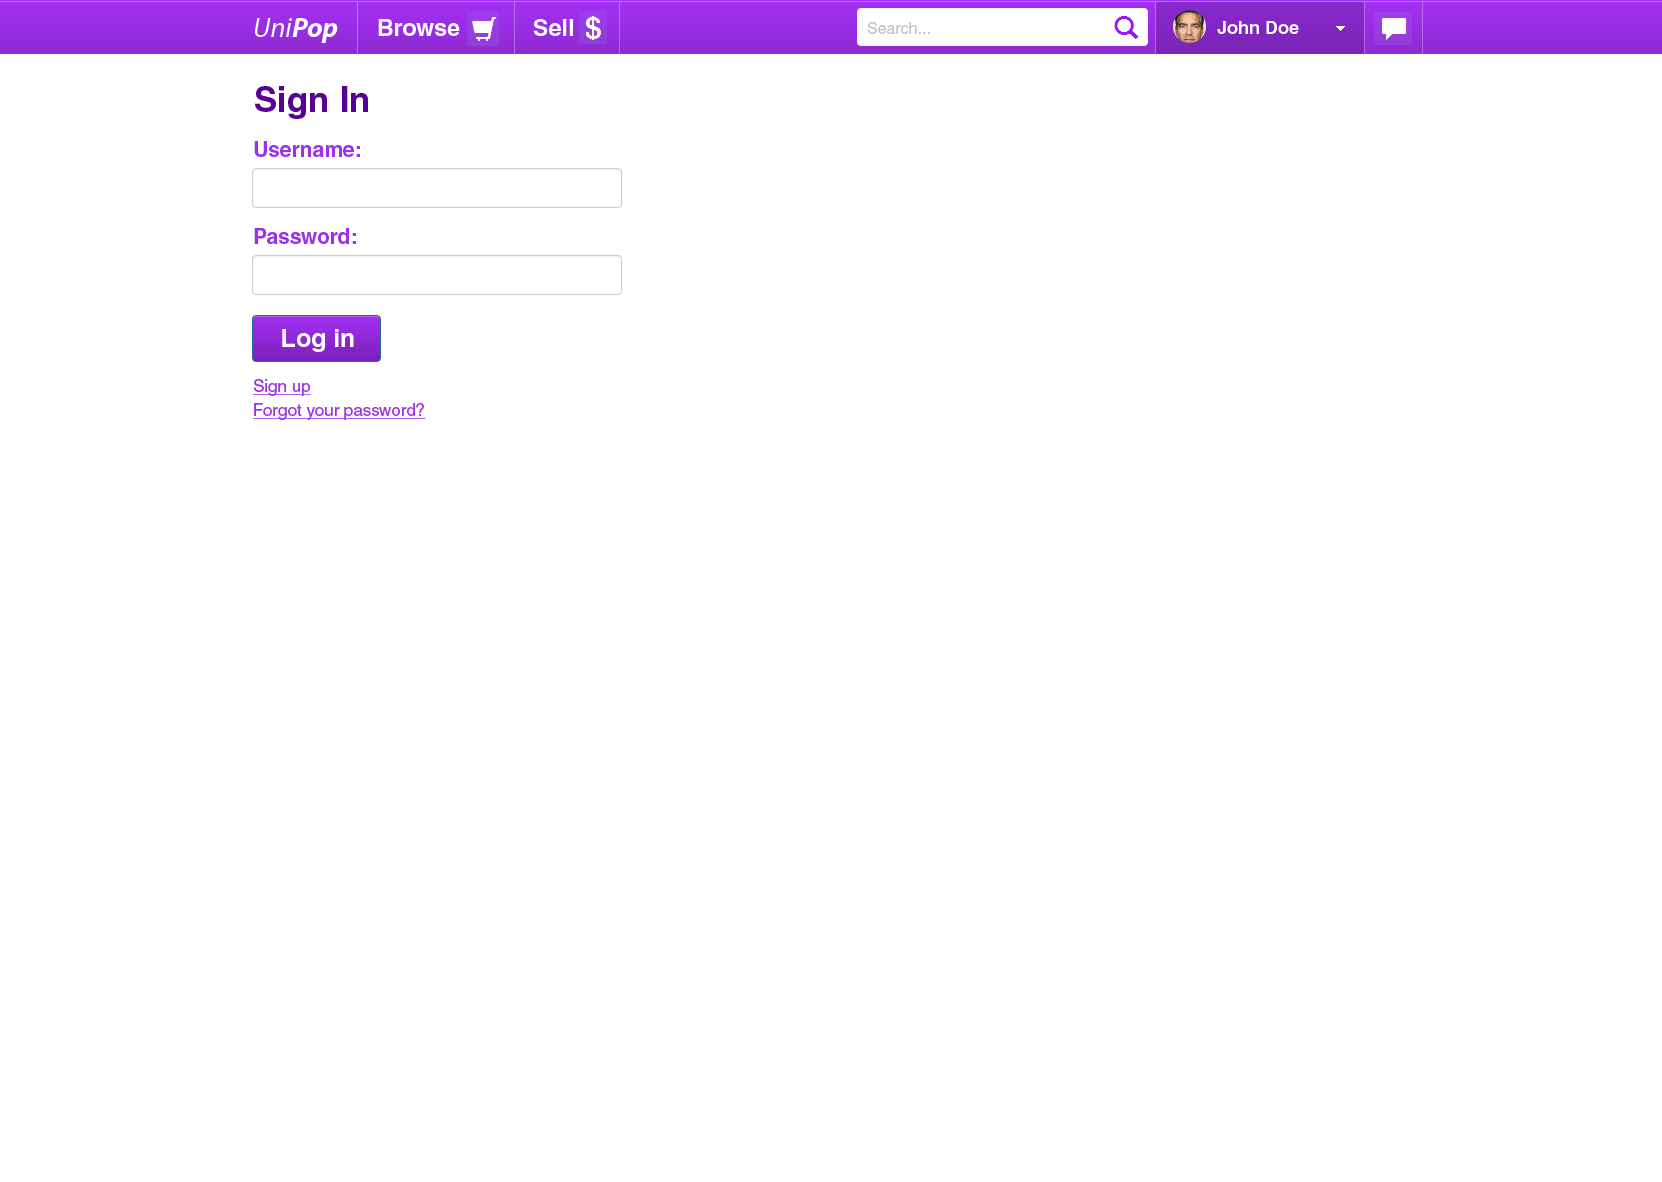 UniPop Browse Sell $ Search... John Doe
Sign In
Username:
Password:
Log in
Sign up
Forgot your password?